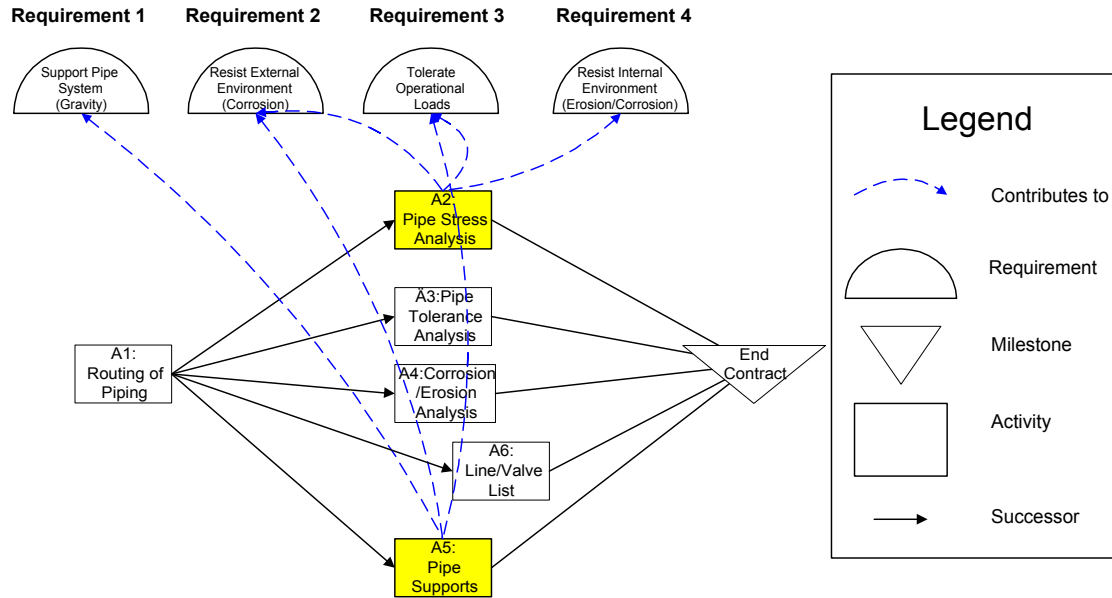 Requirement 1
Requirement 2
Requirement 3
Requirement 4
Support Pipe
System
(Gravity)
Resist External
Environment
(Corrosion)
Tolerate
Operational
Loads
Resist Internal
Environment
(Erosion/Corrosion)
Legend
Contributes to
Requirement
Milestone
Activity
Successor
A2:
Pipe Stress
Analysis
A3:Pipe
Tolerance
Analysis
A1:
Routing of
Piping
A4:Corrosion
/Erosion
Analysis
End
Contract
A6:
Line/Valve
List
A5:
Pipe
Supports